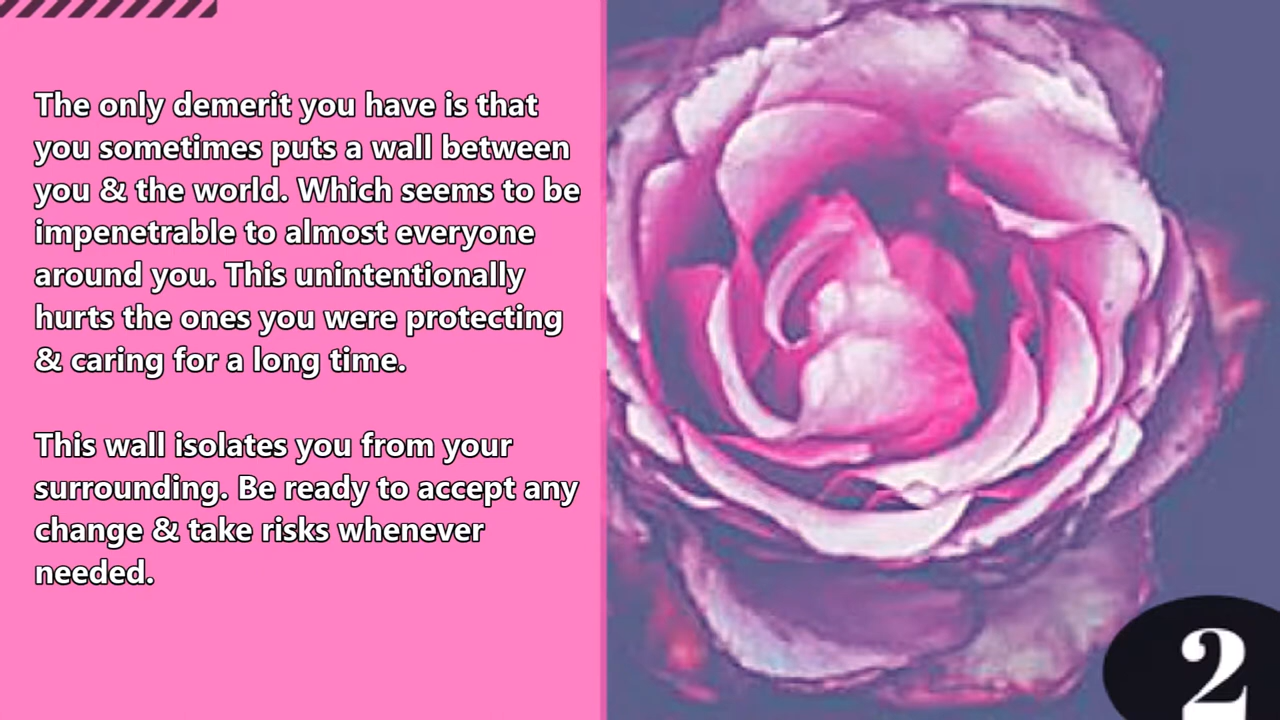 The only demerit you have is that
you sometimes puts a wall between
you & the world. Which seems to be
impenetrable to almost everyone
around you. This unintentionally
hurts the ones you were protecting
& caring for a long time.
This wall isolates you from your
surrounding. Be ready to accept any
change & take risks whenever
needed.
2